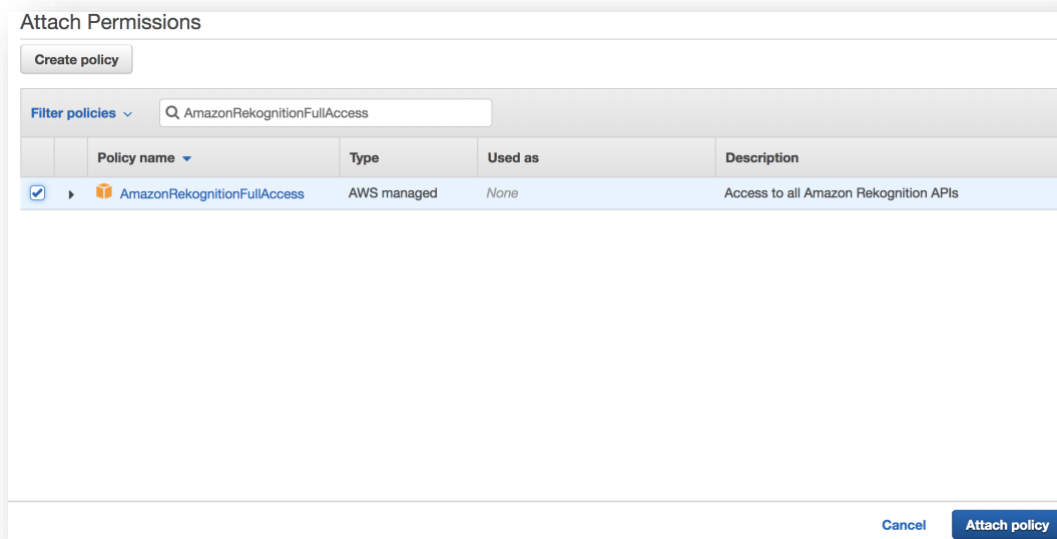 Attach Permissions
Create policy
Filter policies AmazonRekognitionFullAccess
Policy name Type Used as Description
AmazonRekognitionFullAccess AWS managed None Access to all Amazon Rekognition APIs
Cancel Attach policy